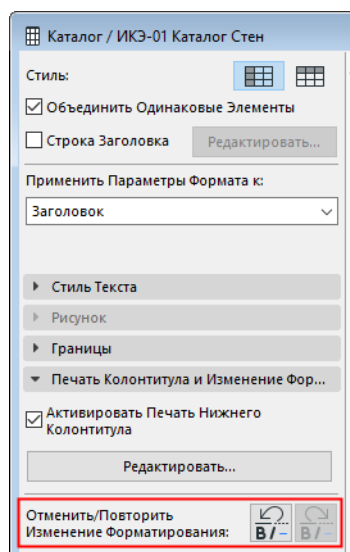 Каталог / ИКЭ-01 Каталог Стен
Стиль:
Объединить Одинаковые Элементы
Строка Заголовка Редактировать...
Применить Параметры Формата к:
Заголовок
Стиль Текста
Рисунок
Границы
Печать Колонтитула и Изменение Фор...
Активировать Печать Нижнего
Колонтитула
Редактировать...
Отменить/Повторить
Изменение Форматирования: B I – B I –